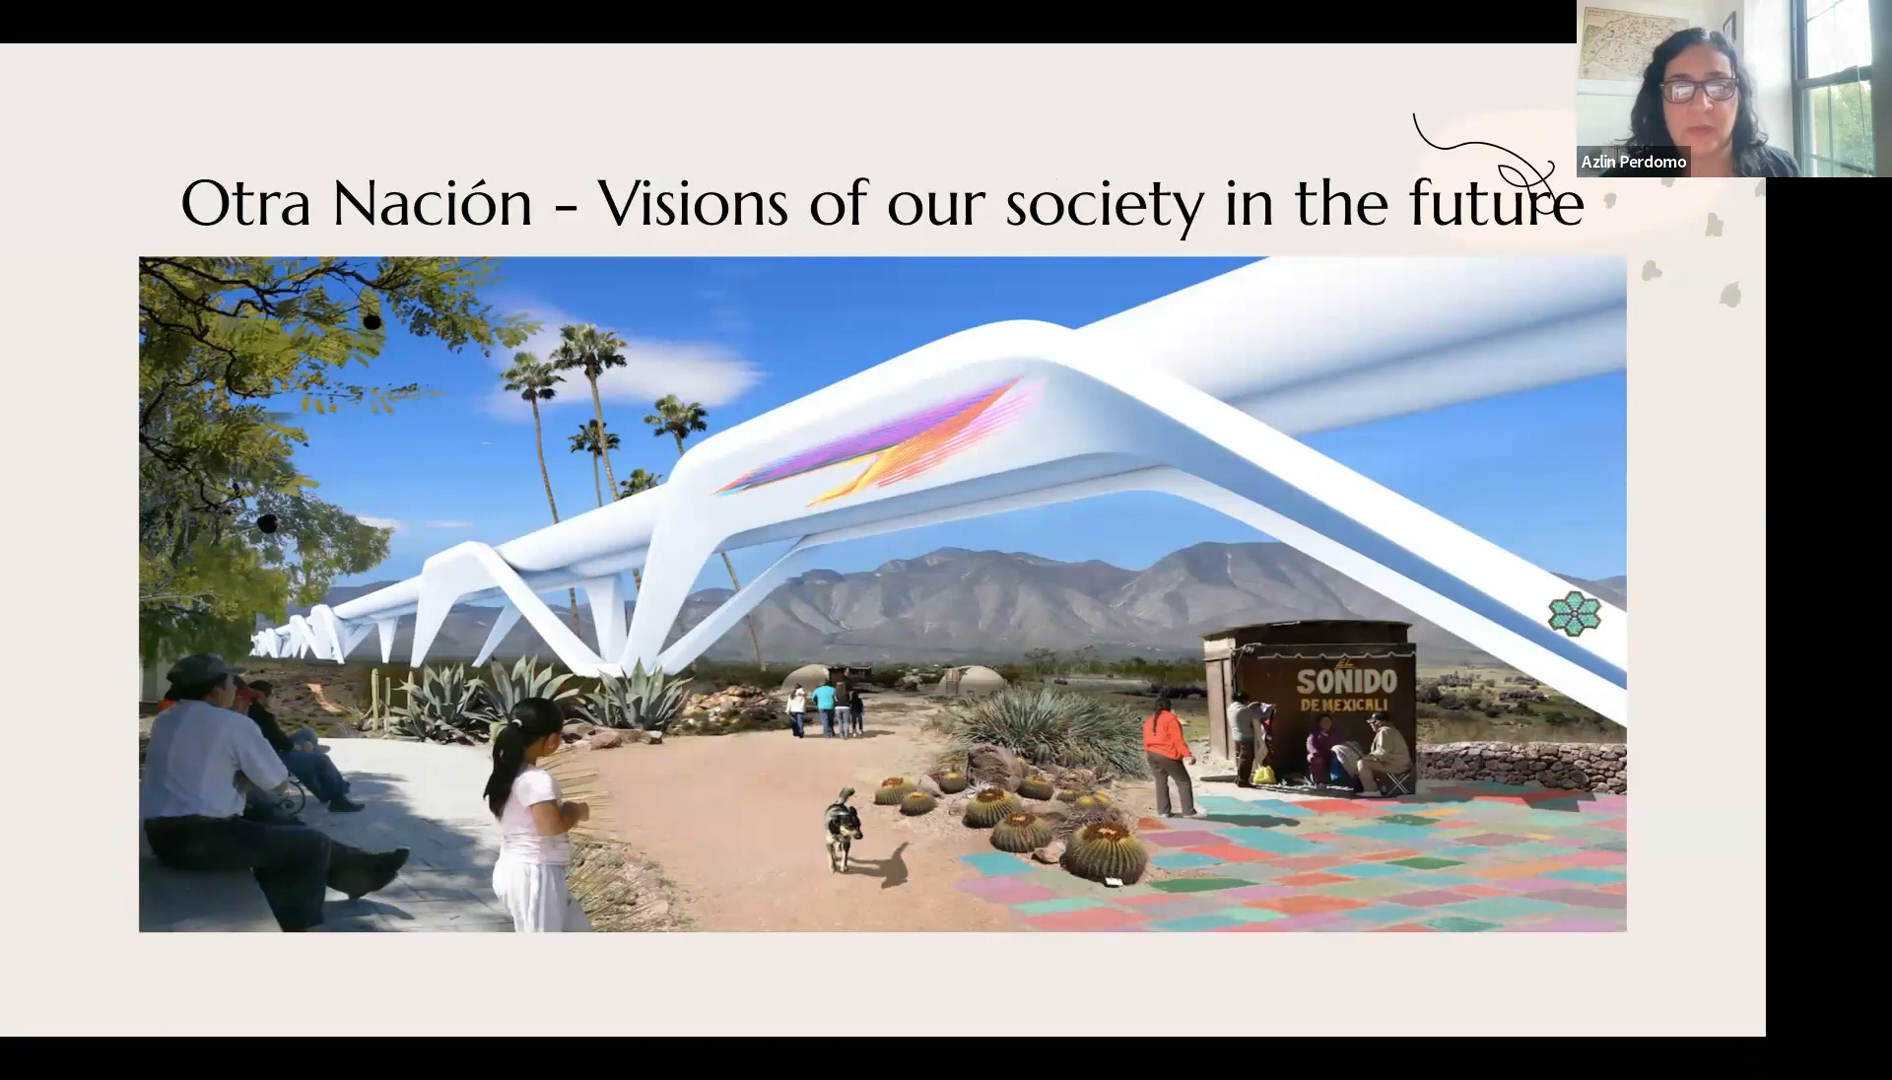 Azlin Perdomo
Otra Nación - Visions of our society in the future
SONIDO
DE MEXICALI